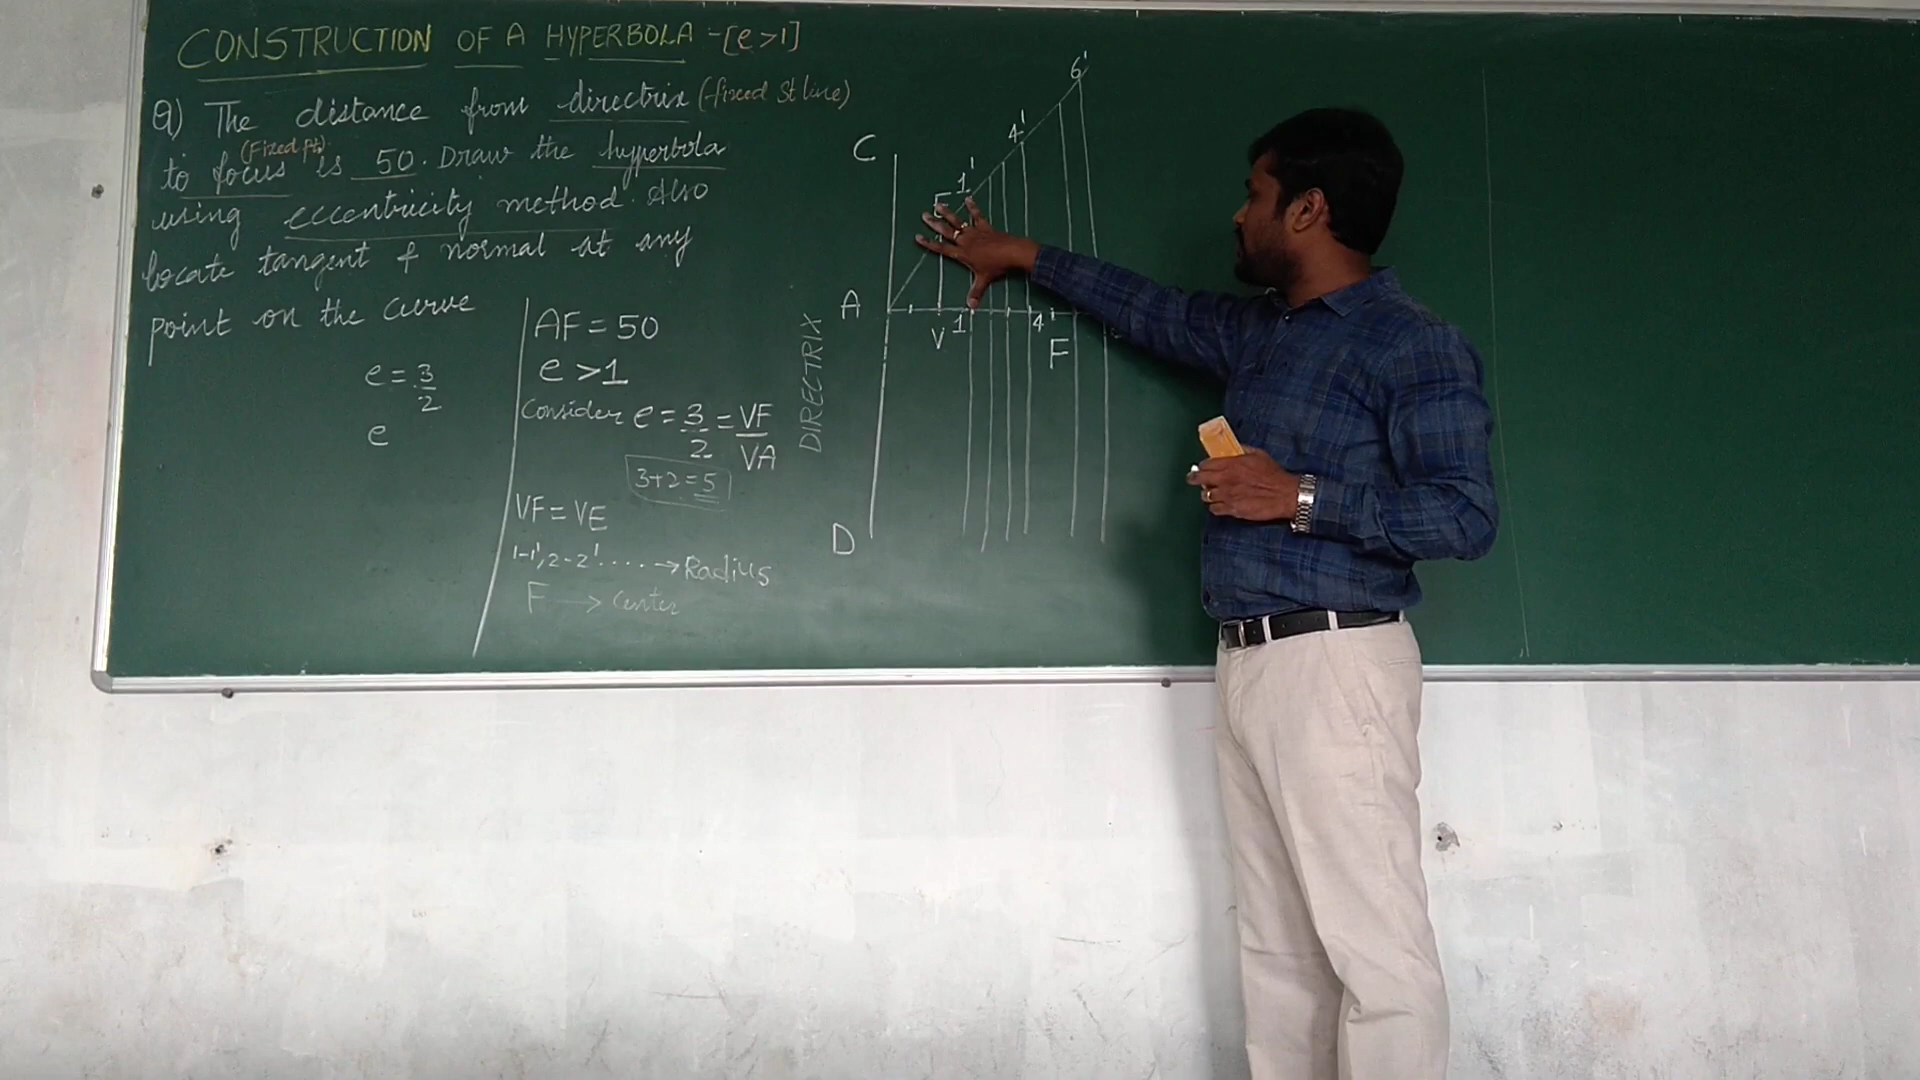 CONSTRUCTION OF A HYPERBOLA - [e>1]
Q) The distance from directrix (fixed St line)
(Fixed pt)
to focus is 50. Draw the hyperbola
using eccentricity method. Also
locate tangent & normal at any
point on the curve
e = 3/2
e
AF = 50
e > 1
Consider e = 3/2 = VF/VA
3+2 = 5
VF = VE
1-1', 2-2' ..... → Radius
F → Center
6'
4'
C
1'
E
A
V 1 4
F
DIRECTRIX
D